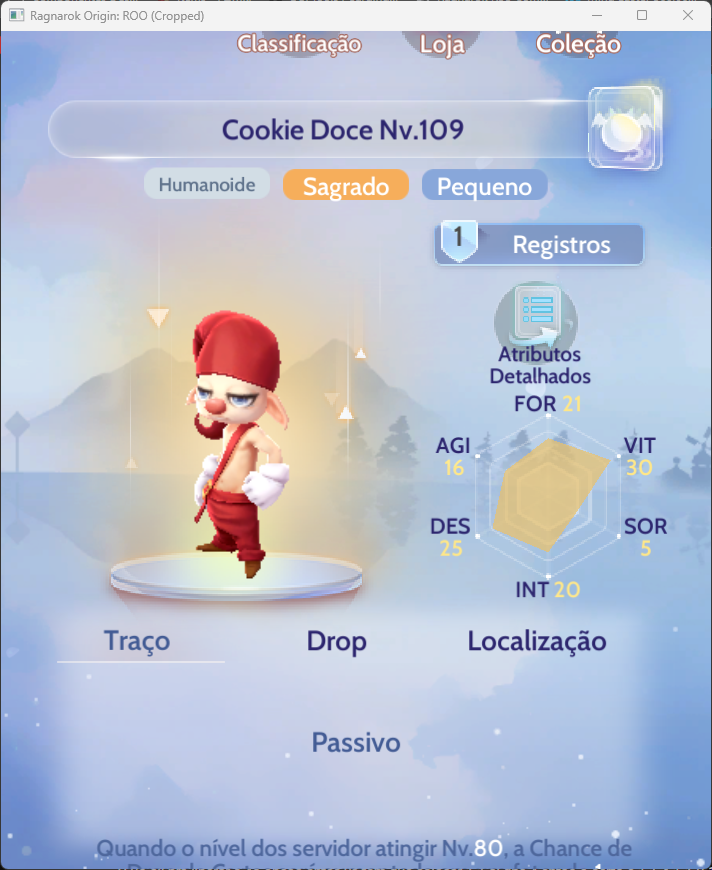 Ragnarok Origin: ROO (Cropped)
Classificação Loja Coleção
Cookie Doce Nv.109
Humanoide Sagrado Pequeno
1 Registros
Atributos
Detalhados
FOR 21
AGI 16 VIT 30
DES 25 SOR 5
INT 20
Traço Drop Localização
Passivo
Quando o nível dos servidor atingir Nv.80, a Chance de